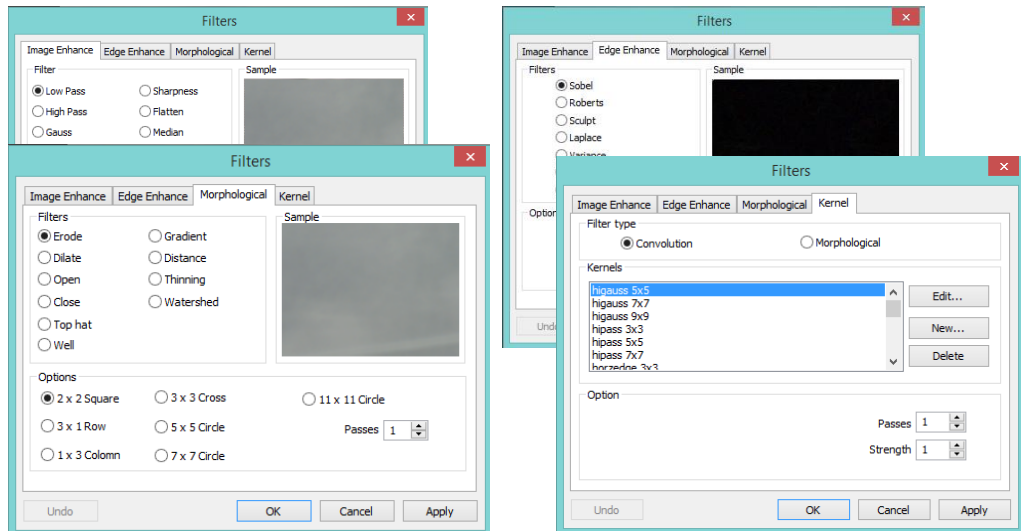 Filters
Image Enhance Edge Enhance Morphological Kernel
Filter
Sample
Low Pass Sharpness
High Pass Flatten
Gauss Median
Filters
Image Enhance Edge Enhance Morphological Kernel
Filters
Sample
Sobel
Roberts
Sculpt
Laplace
Variance
Option
Und
Filters
Image Enhance Edge Enhance Morphological Kernel
Filters
Sample
Erode Gradient
Dilate Distance
Open Thinning
Close Watershed
Top hat
Well
Options
2 x 2 Square 3 x 3 Cross 11 x 11 Circle
3 x 1 Row 5 x 5 Circle Passes 1
1 x 3 Colomn 7 x 7 Circle
Undo OK Cancel Apply
Filters
Image Enhance Edge Enhance Morphological Kernel
Filter type
Convolution Morphological
Kernels
higauss 5x5
higauss 7x7
higauss 9x9
hipass 3x3
hipass 5x5
hipass 7x7
horzedge 3x3
Edit...
New...
Delete
Option
Passes 1
Strength 1
Undo OK Cancel Apply